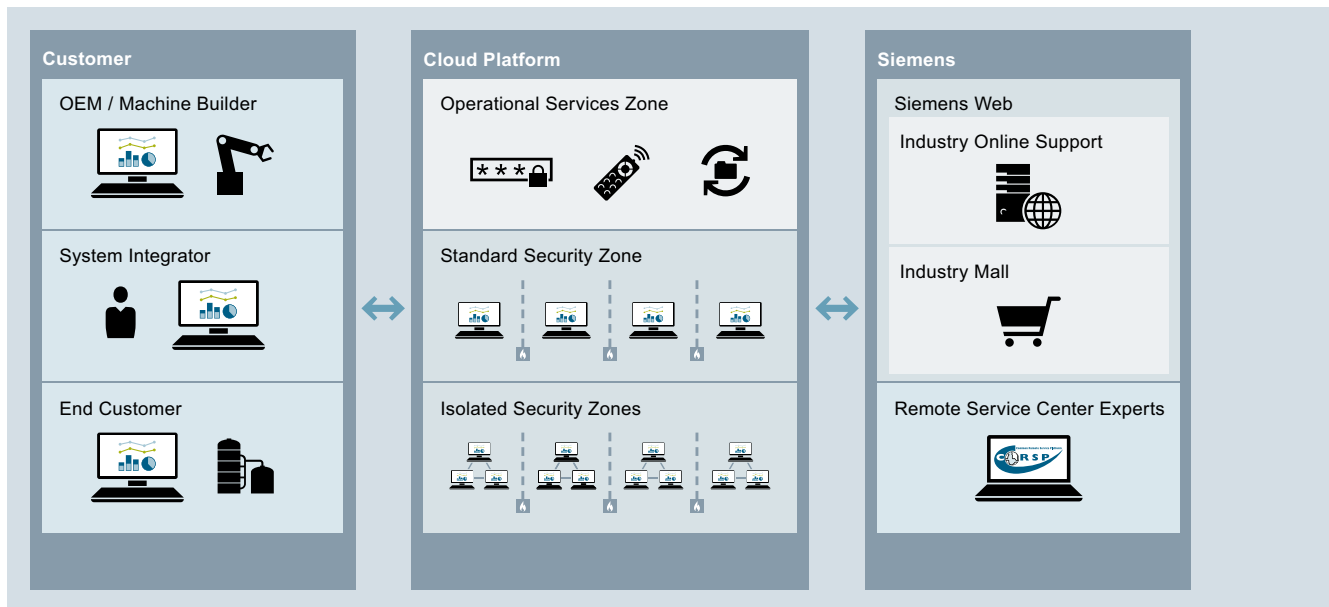 Customer
OEM / Machine Builder
System Integrator
End Customer
Cloud Platform
Operational Services Zone
***
Standard Security Zone
Isolated Security Zones
Siemens
Siemens Web
Industry Online Support
Industry Mall
Remote Service Center Experts
CRSP